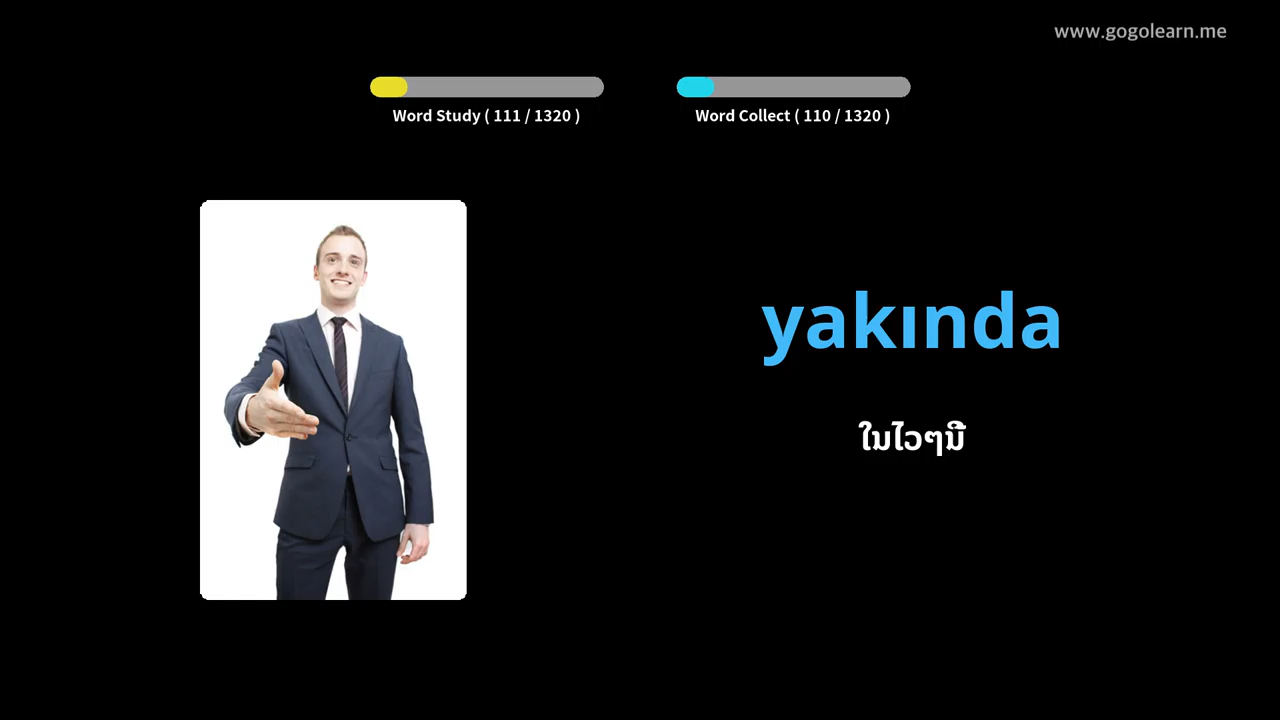 www.gogolearn.me
Word Study ( 111 / 1320 )
Word Collect ( 110 / 1320 )
yakında
ໃນໄວໆນີ້